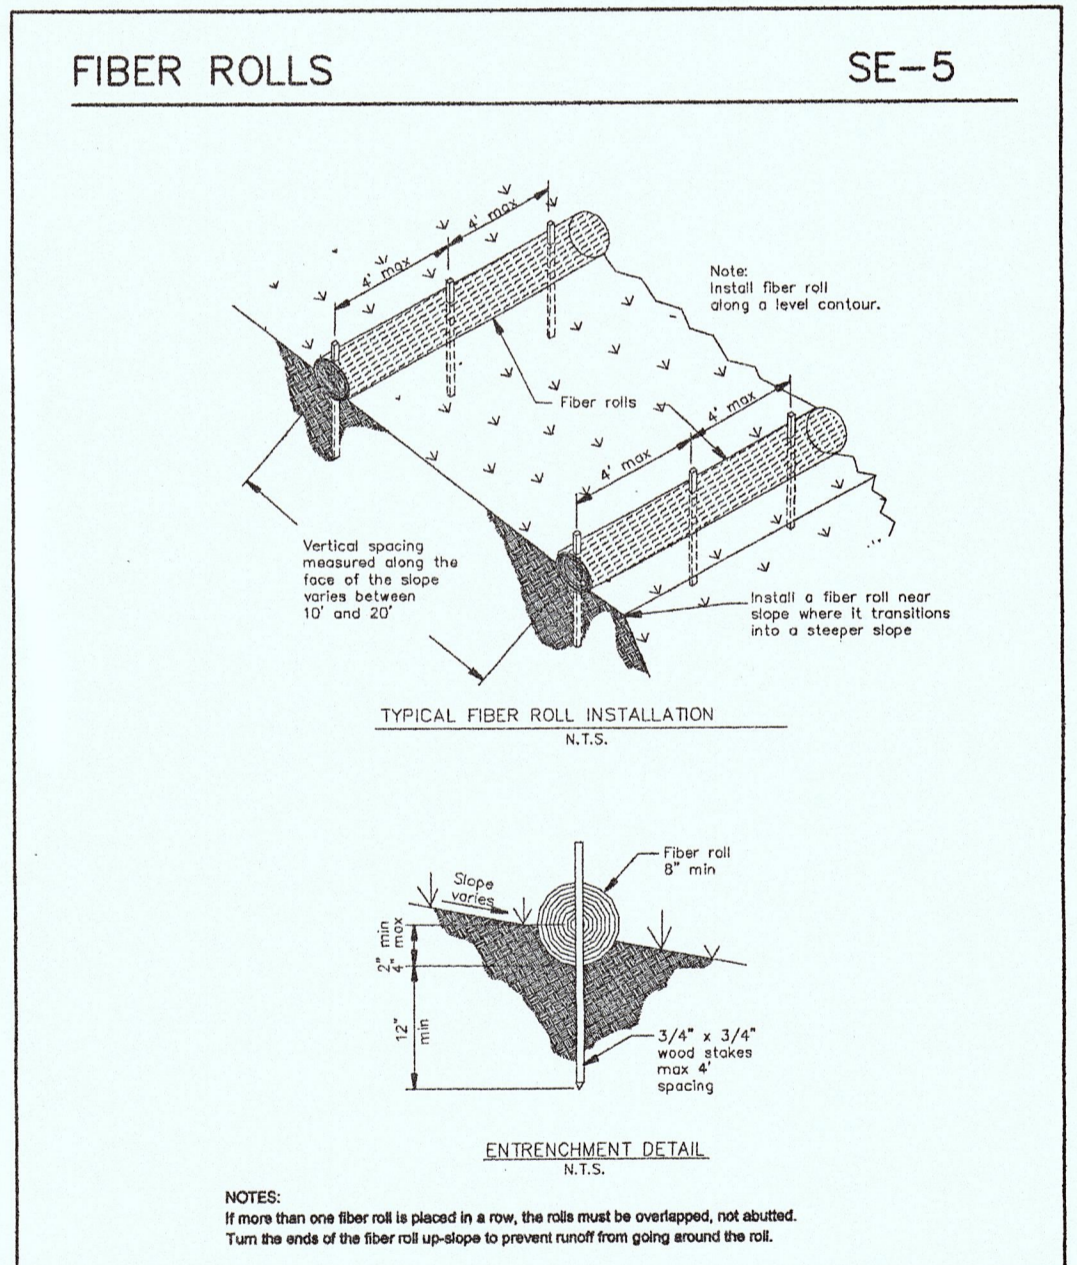 FIBER ROLLS
SE-5
4' max
4' max
Note:
Install fiber roll
along a level contour.
Fiber rolls
4' max
4' max
Vertical spacing
measured along the
face of the slope
varies between
10' and 20'
Install a fiber roll near
slope where it transitions
into a steeper slope
TYPICAL FIBER ROLL INSTALLATION
N.T.S.
Fiber roll
8" min
Slope
varies
2" min
4" max
12"
min
3/4" x 3/4"
wood stakes
max 4'
spacing
ENTRENCHMENT DETAIL
N.T.S.
NOTES:
If more than one fiber roll is placed in a row, the rolls must be overlapped, not abutted.
Turn the ends of the fiber roll up-slope to prevent runoff from going around the roll.